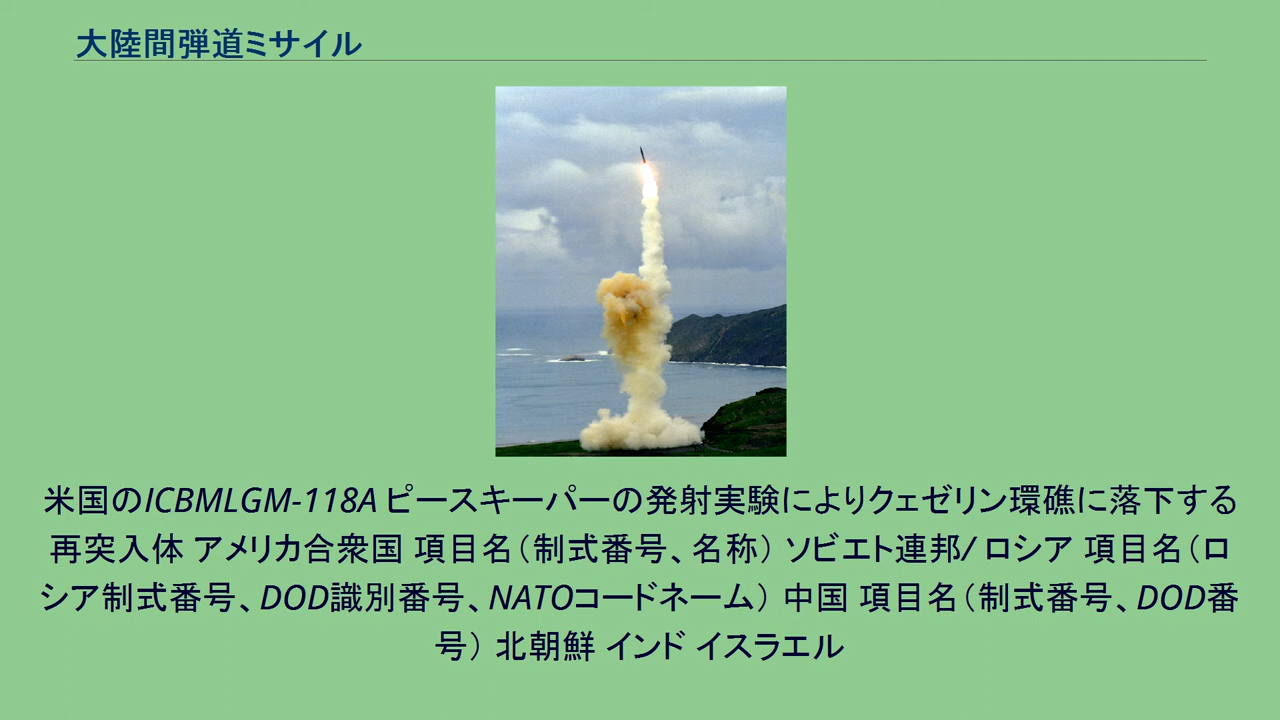 大陸間弾道ミサイル
米国のICBMLGM-118A ピースキーパーの発射実験によりクェゼリン環礁に落下する
再突入体 アメリカ合衆国 項目名（制式番号、名称） ソビエト連邦/ ロシア 項目名（ロ
シア制式番号、DOD識別番号、NATOコードネーム） 中国 項目名（制式番号、DOD番
号） 北朝鮮 インド イスラエル